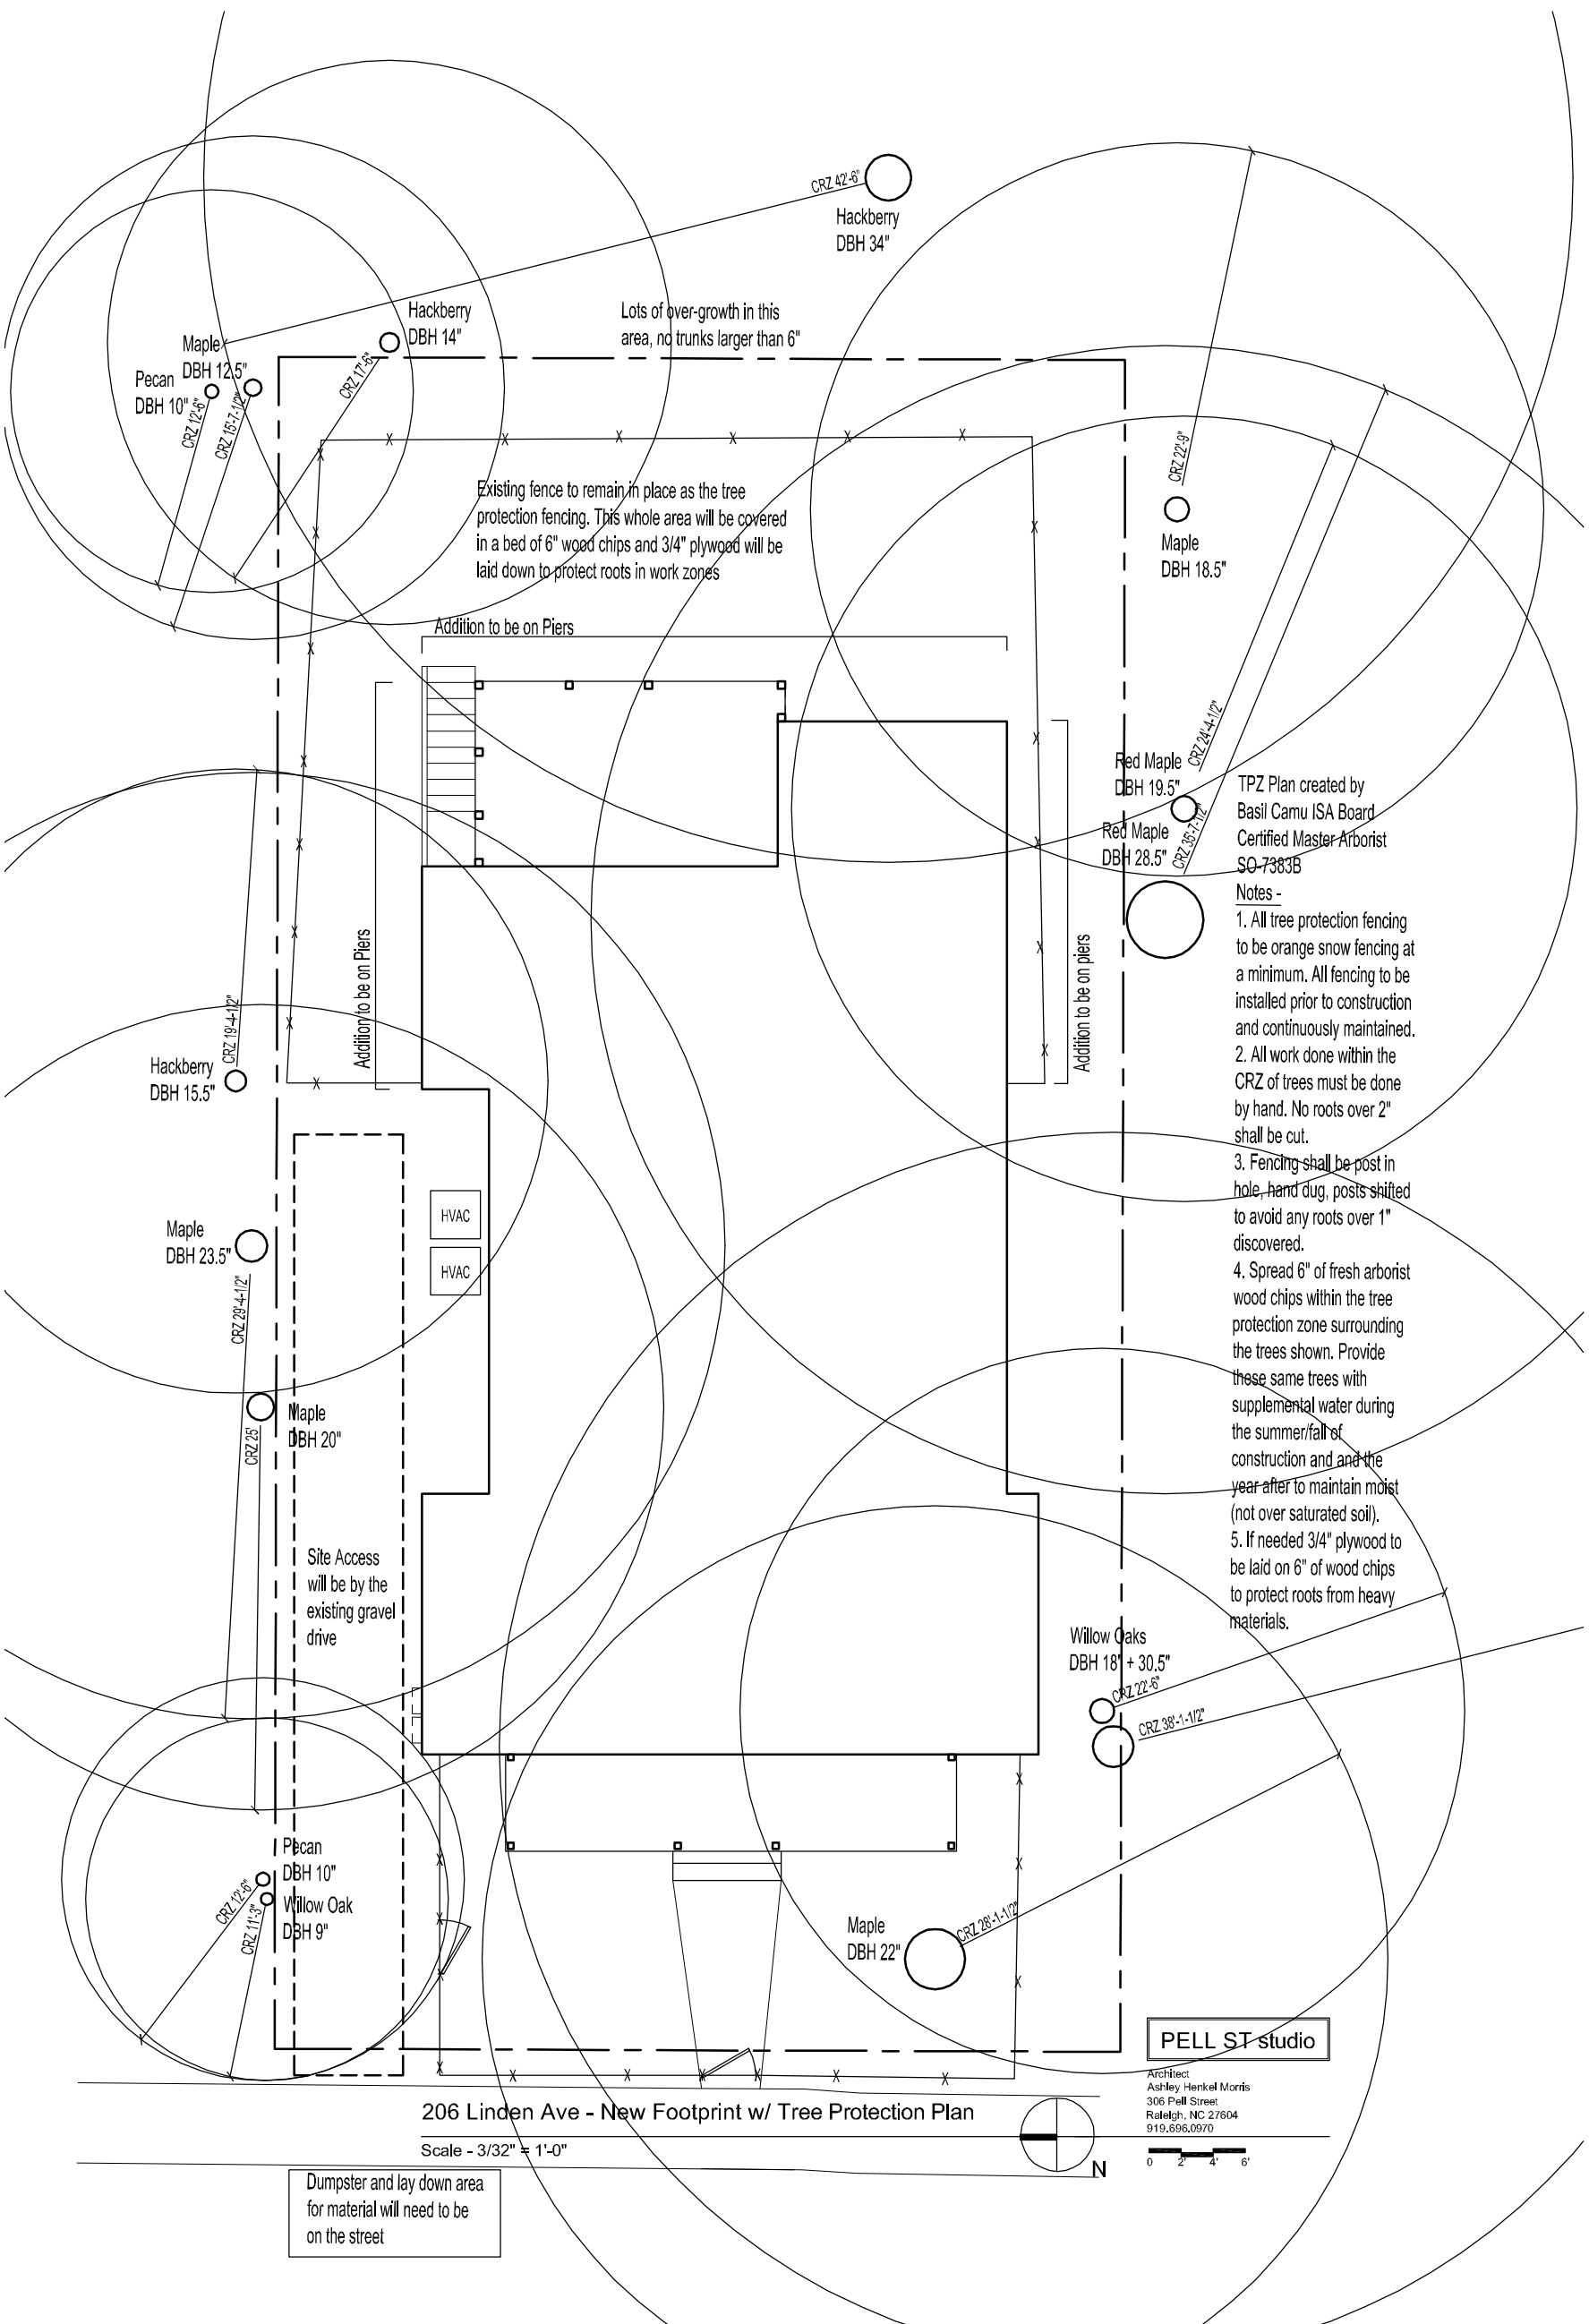 CRZ 42'-6"
Hackberry
DBH 34"
Hackberry
DBH 14"
Lots of over-growth in this
area, no trunks larger than 6"
Maple
DBH 12.5"
Pecan
DBH 10"
CRZ 12'-6"
CRZ 15'-7-1/2"
CRZ 17'-6"
CRZ 22'-9"
Existing fence to remain in place as the tree
protection fencing. This whole area will be covered
in a bed of 6" wood chips and 3/4" plywood will be
laid down to protect roots in work zones
Maple
DBH 18.5"
Addition to be on Piers
CRZ 24'-4-1/2"
Red Maple
DBH 19.5"
Red Maple
DBH 28.5"
CRZ 35'-7-1/2"
TPZ Plan created by
Basil Camu ISA Board
Certified Master Arborist
SO-7383B
Notes -
1. All tree protection fencing
to be orange snow fencing at
a minimum. All fencing to be
installed prior to construction
and continuously maintained.
2. All work done within the
CRZ of trees must be done
by hand. No roots over 2"
shall be cut.
3. Fencing shall be post in
hole, hand dug, posts shifted
to avoid any roots over 1"
discovered.
4. Spread 6" of fresh arborist
wood chips within the tree
protection zone surrounding
the trees shown. Provide
these same trees with
supplemental water during
the summer/fall of
construction and and the
year after to maintain moist
(not over saturated soil).
5. If needed 3/4" plywood to
be laid on 6" of wood chips
to protect roots from heavy
materials.
Addition to be on Piers
Addition to be on piers
CRZ 19'-4-1/2"
Hackberry
DBH 15.5"
HVAC
HVAC
Maple
DBH 23.5"
CRZ 29'-4-1/2"
Maple
DBH 20"
CRZ 25'
Site Access
will be by the
existing gravel
drive
Willow Oaks
DBH 18" + 30.5"
CRZ 22'-6"
CRZ 38'-1-1/2"
Pecan
DBH 10"
Willow Oak
DBH 9"
CRZ 12'-6"
CRZ 11'-3"
Maple
DBH 22"
CRZ 28'-1-1/2"
PELL ST studio
Architect
Ashley Henkel Morris
306 Pell Street
Raleigh, NC 27604
919.696.0970
0 2' 4' 6'
206 Linden Ave - New Footprint w/ Tree Protection Plan
Scale - 3/32" = 1'-0"
N
Dumpster and lay down area
for material will need to be
on the street